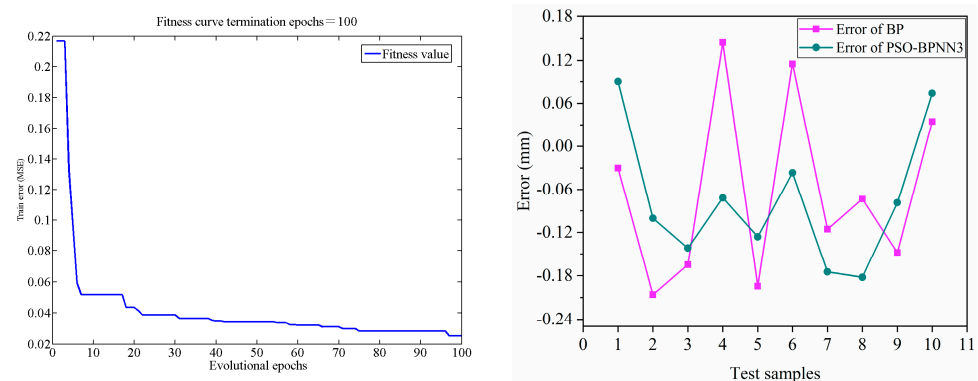 Fitness curve termination epochs＝100
0.22
0.2
0.18
0.16
0.14
0.12
0.1
0.08
0.06
0.04
0.02
Train error (MSE)
Fitness value
0 10 20 30 40 50 60 70 80 90 100
Evolutional epochs
0.18
0.12
0.06
0.00
-0.06
-0.12
-0.18
-0.24
Error (mm)
Error of BP
Error of PSO-BPNN3
0 1 2 3 4 5 6 7 8 9 10 11
Test samples